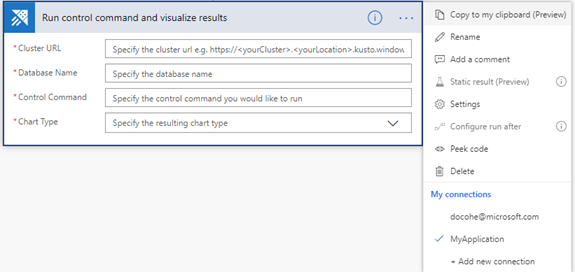 Run control command and visualize results
* Cluster URL
Specify the cluster url e.g. https://<yourCluster>.<yourLocation>.kusto.window
* Database Name
Specify the database name
* Control Command
Specify the control command you would like to run
* Chart Type
Specify the resulting chart type
Copy to my clipboard (Preview)
Rename
Add a comment
Static result (Preview)
Settings
Configure run after
Peek code
Delete
My connections
docohe@microsoft.com
MyApplication
+ Add new connection